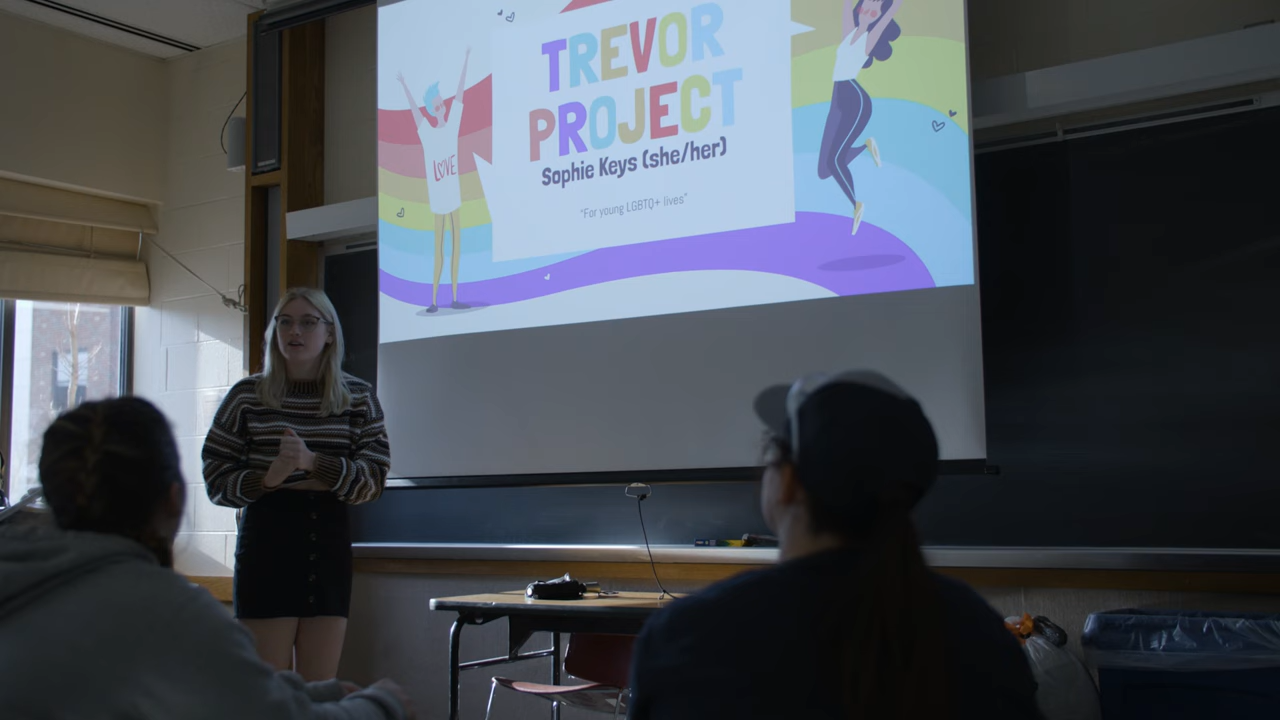 TREVOR
PROJECT
Sophie Keys (she/her)
"For young LGBTQ+ lives"
LOVE